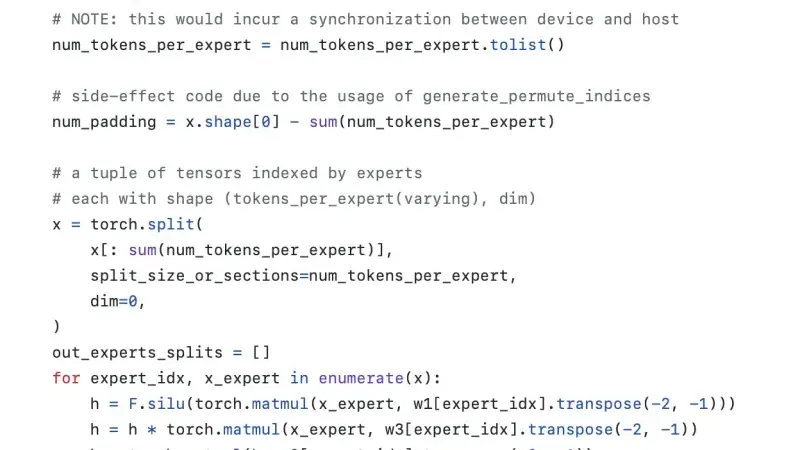 # NOTE: this would incur a synchronization between device and host
num_tokens_per_expert = num_tokens_per_expert.tolist()
# side-effect code due to the usage of generate_permute_indices
num_padding = x.shape[0] - sum(num_tokens_per_expert)
# a tuple of tensors indexed by experts
# each with shape (tokens_per_expert(varying), dim)
x = torch.split(
x[: sum(num_tokens_per_expert)],
split_size_or_sections=num_tokens_per_expert,
dim=0,
)
out_experts_splits = []
for expert_idx, x_expert in enumerate(x):
h = F.silu(torch.matmul(x_expert, w1[expert_idx].transpose(-2, -1)))
h = h * torch.matmul(x_expert, w3[expert_idx].transpose(-2, -1))